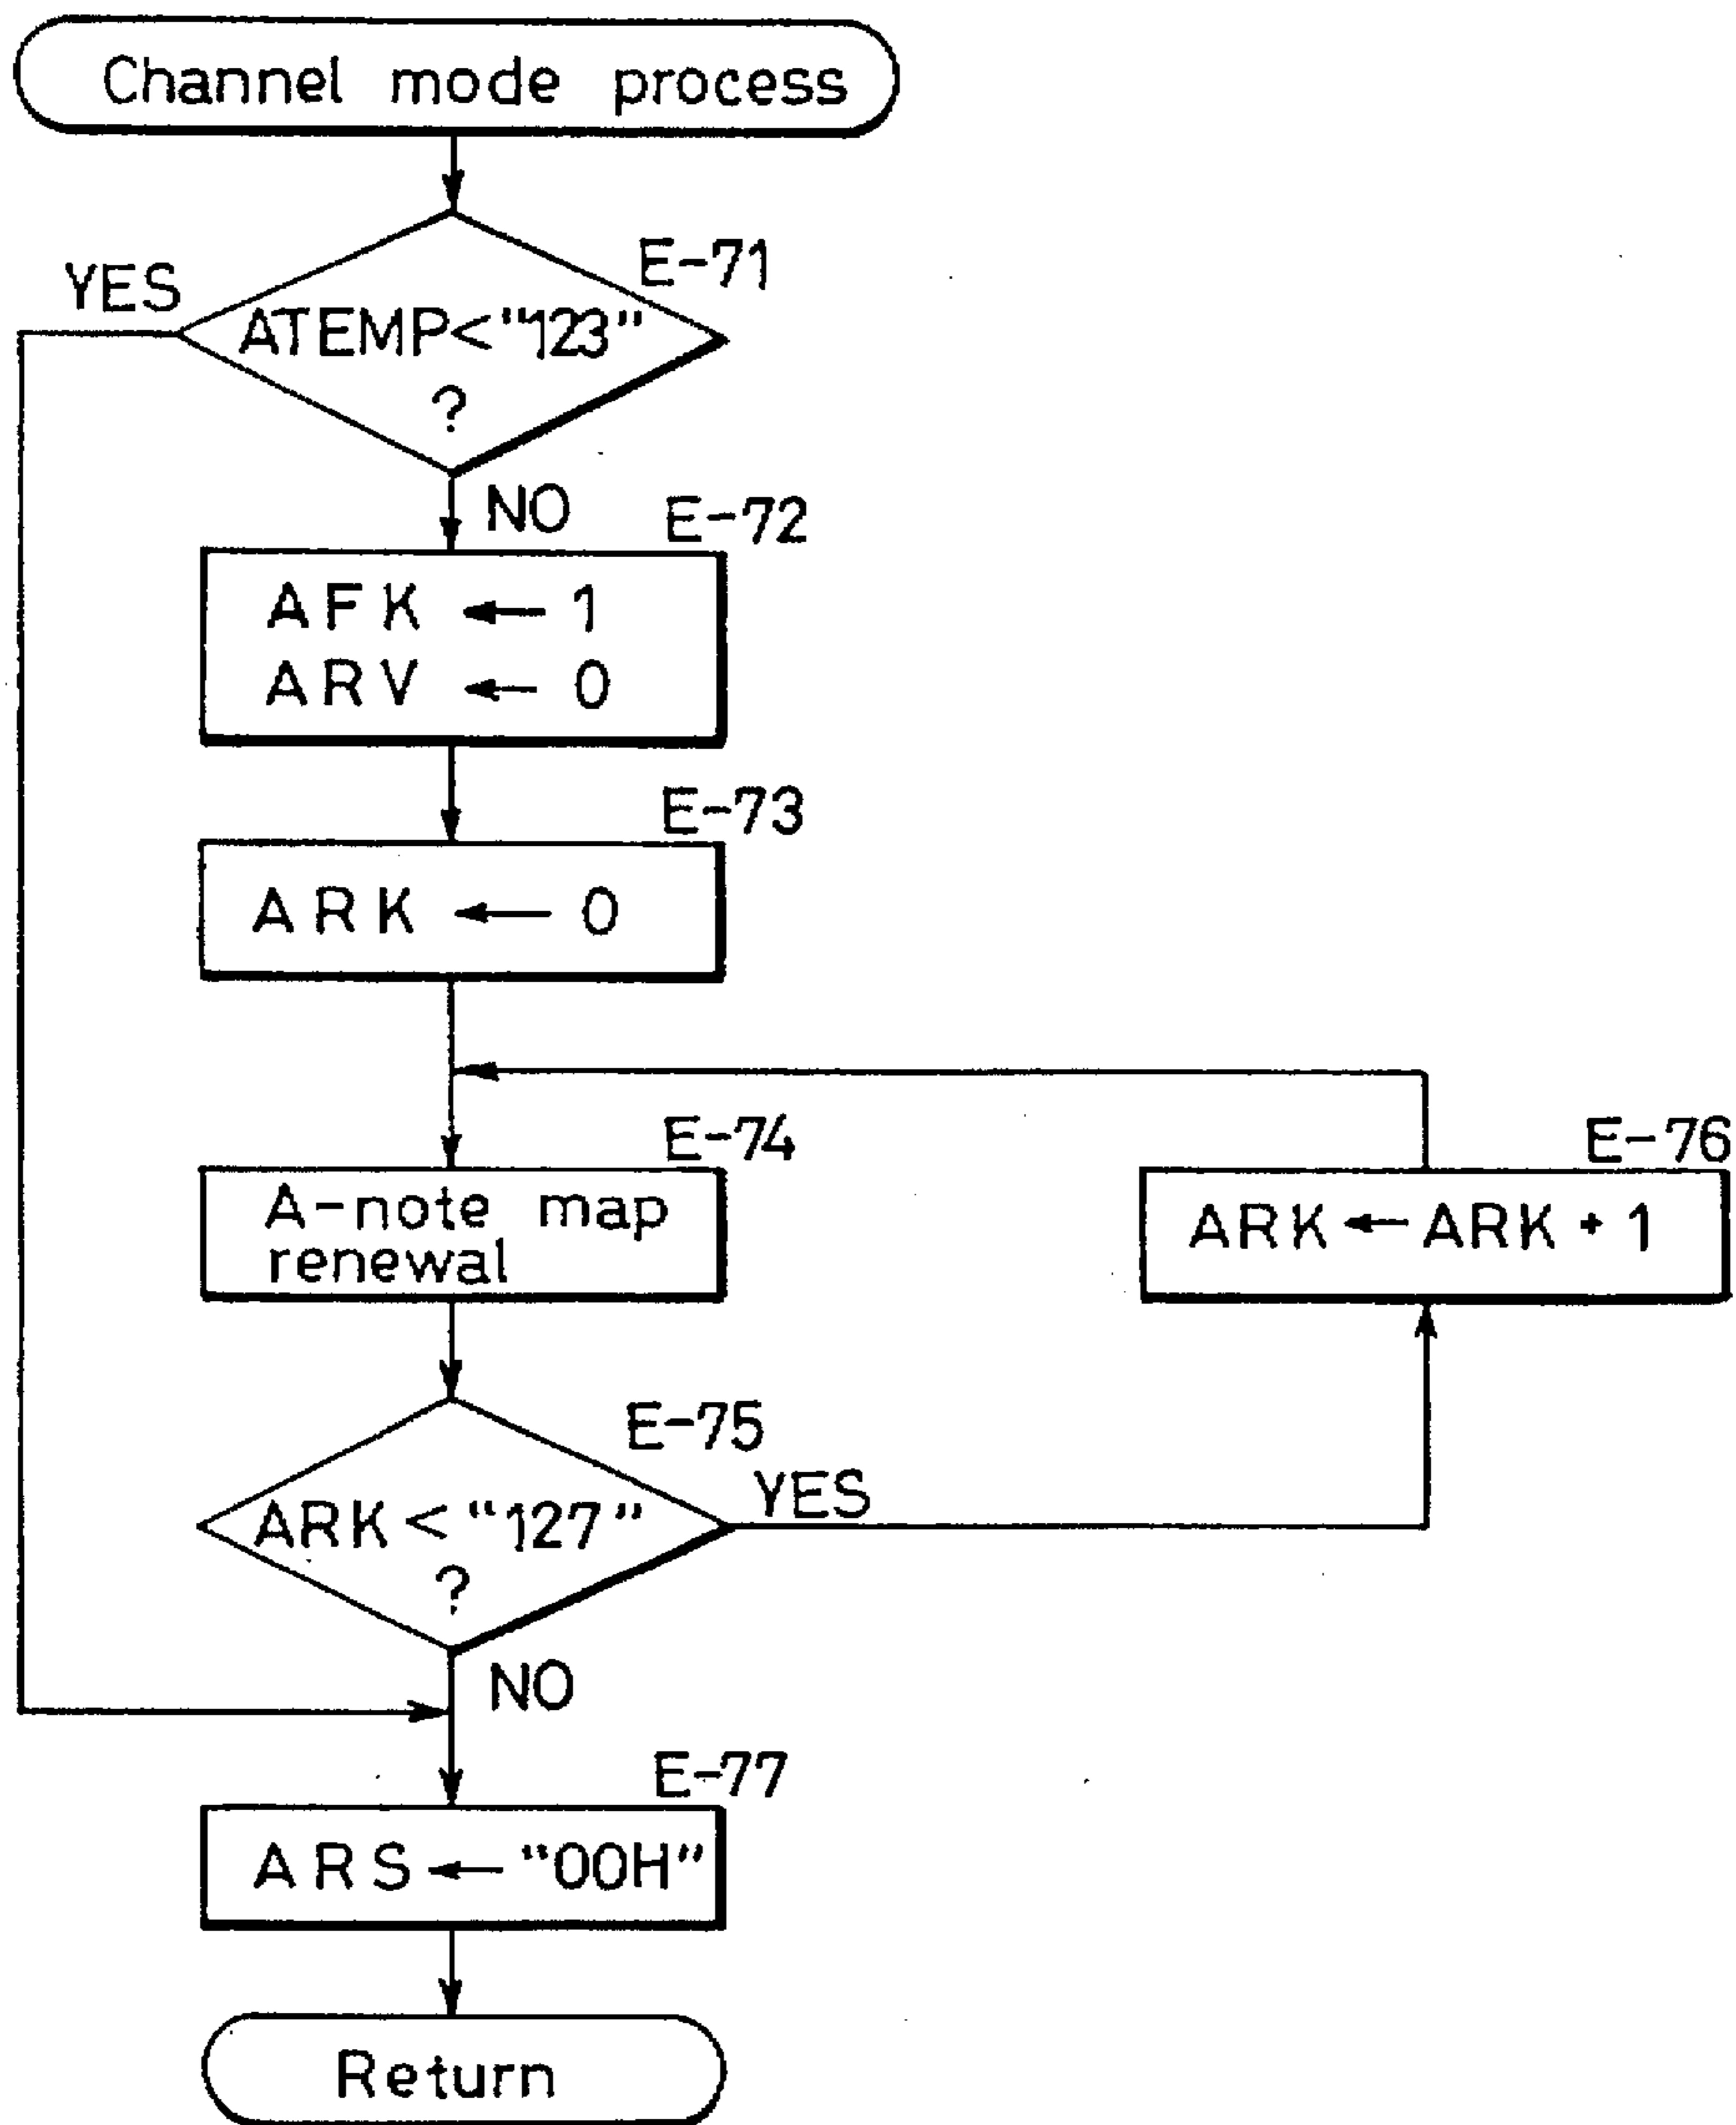 Channel mode process
E-71
YES
ATEMP<"123"
?
NO
E-72
AFK ← 1
ARV ← 0
E-73
ARK ← 0
E-74
A-note map
renewal
E-76
ARK ← ARK + 1
E-75
ARK < "127"
?
YES
NO
E-77
ARS ← "00H"
Return